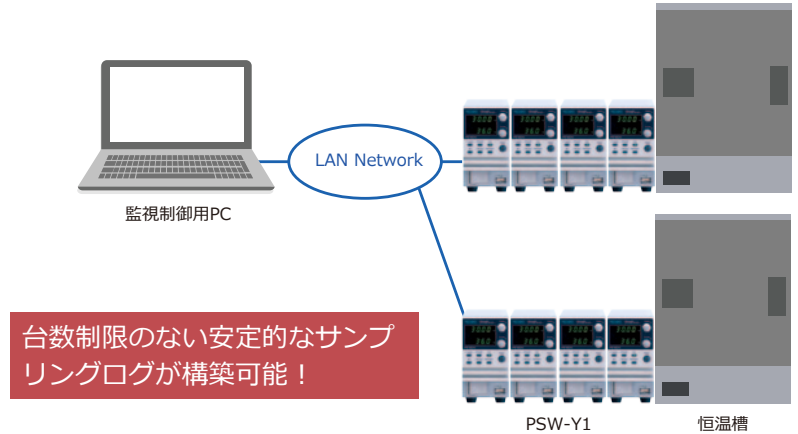 LAN Network
監視制御用PC
台数制限のない安定的なサンプ
リングログが構築可能！
PSW-Y1
恒温槽